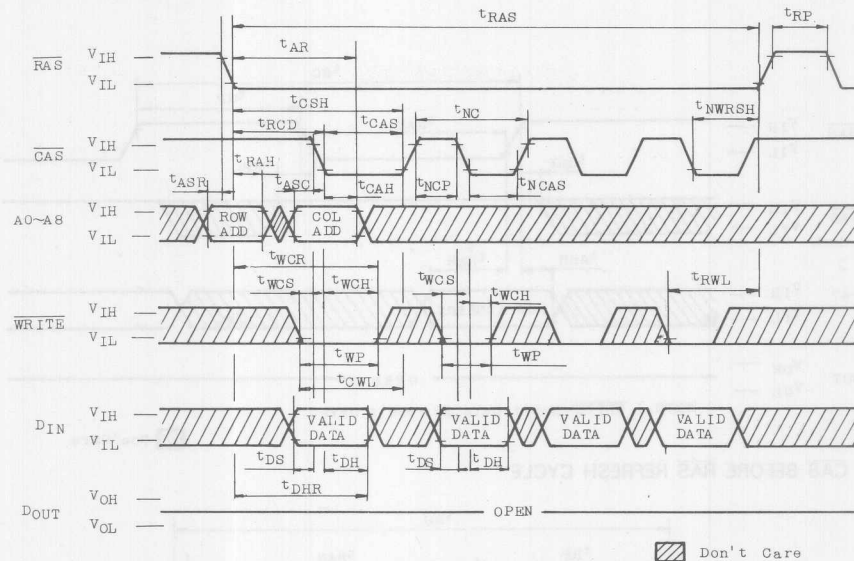 tRAS
tRP
tAR
RAS
VIH
VIL
tCSH
tNC
tNWRSH
tRCD
tCAS
CAS
VIH
VIL
tASR
tRAH
tASC
tCAH
tNCP
tNCAS
A0~A8
VIH
VIL
ROW ADD
COL ADD
tWCR
tWCS
tWCH
tWCS
tWCH
tRWL
WRITE
VIH
VIL
tWP
tWP
tCWL
DIN
VIH
VIL
VALID DATA
VALID DATA
VALID DATA
VALID DATA
tDS
tDH
tDS
tDH
tDHR
DOUT
VOH
VOL
OPEN
Don't Care
CAS BEFORE RAS REFRESH CYCLE